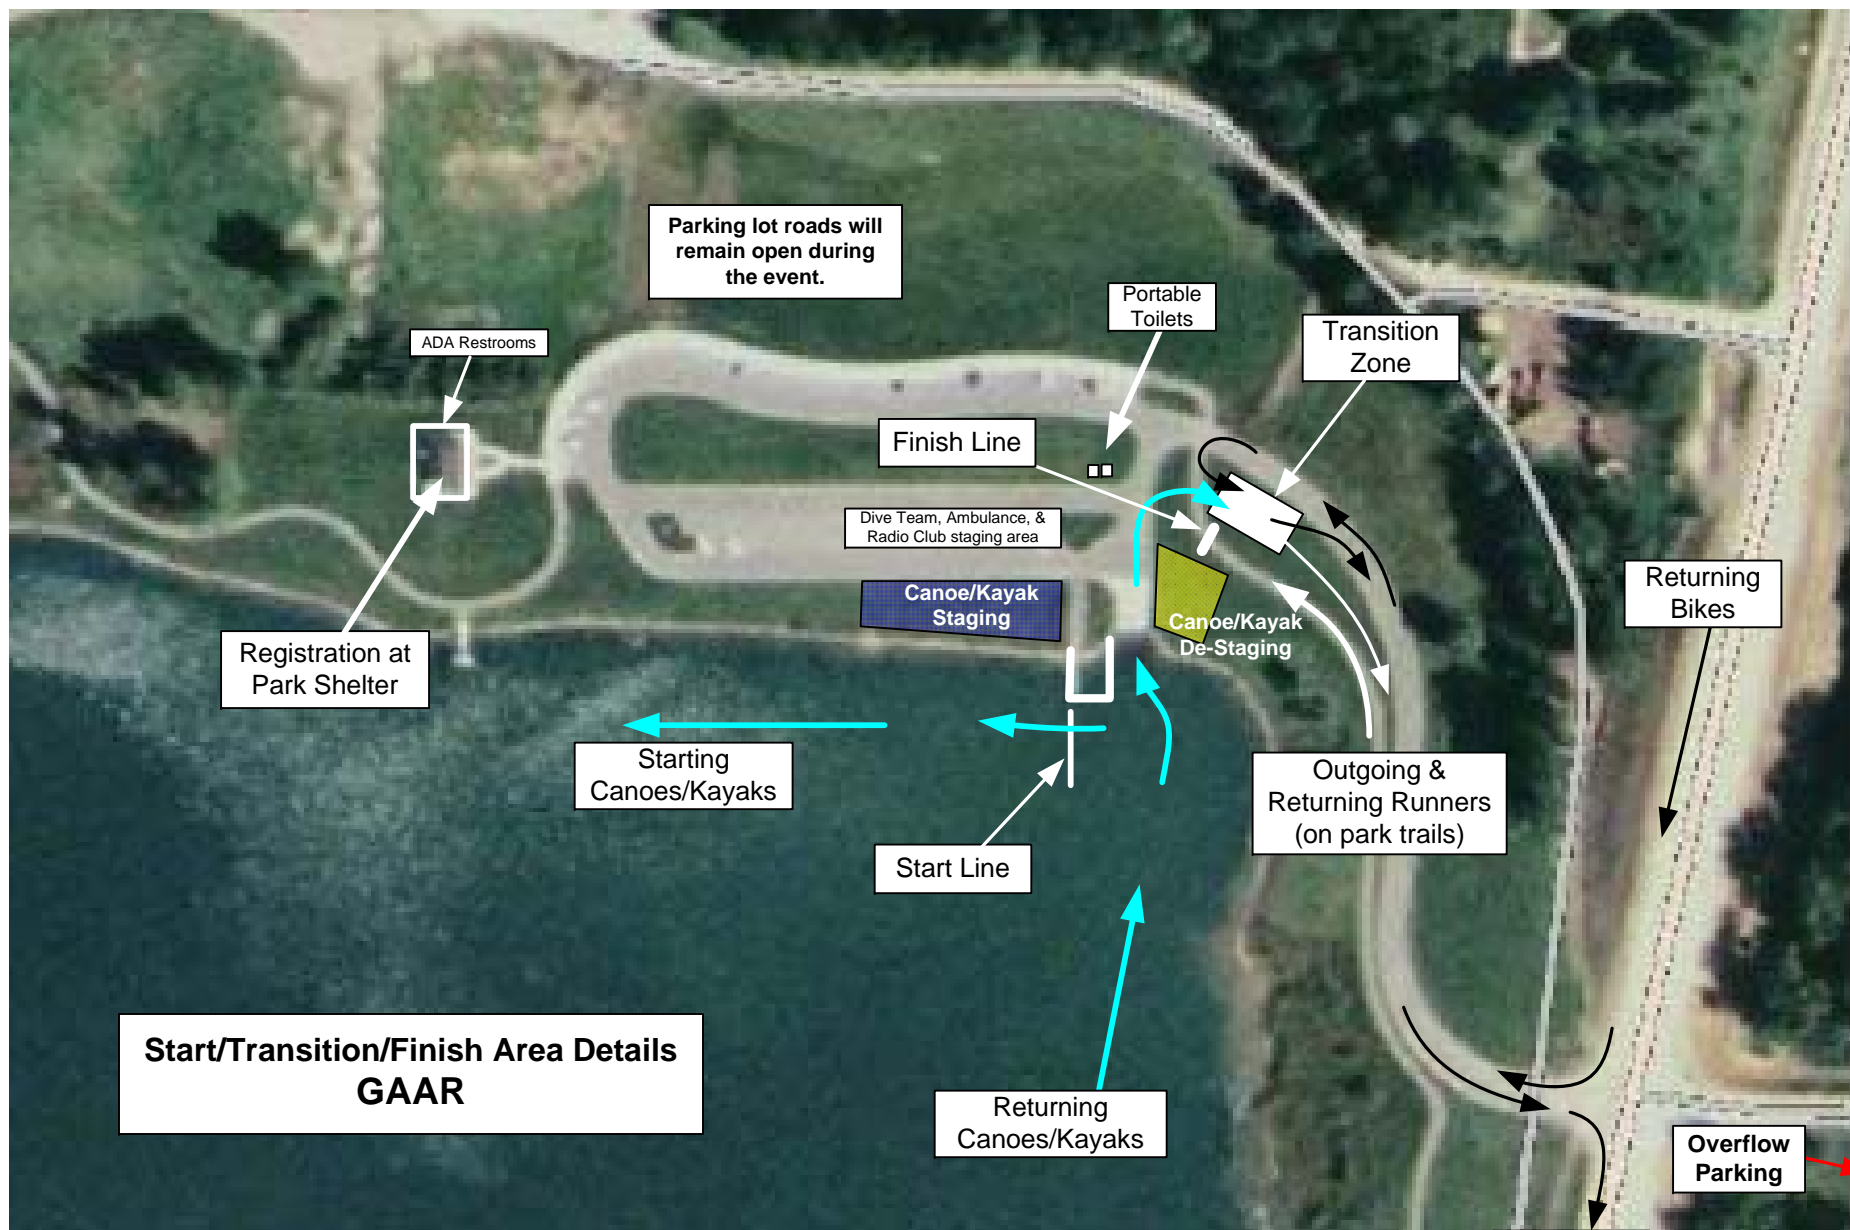 Parking lot roads will
remain open during
the event.
Portable
Toilets
ADA Restrooms
Transition
Zone
Finish Line
Dive Team, Ambulance, &
Radio Club staging area
Canoe/Kayak
Staging
Canoe/Kayak
De-Staging
Returning
Bikes
Registration at
Park Shelter
Starting
Canoes/Kayaks
Outgoing &
Returning Runners
(on park trails)
Start Line
Start/Transition/Finish Area Details
GAAR
Returning
Canoes/Kayaks
Overflow
Parking